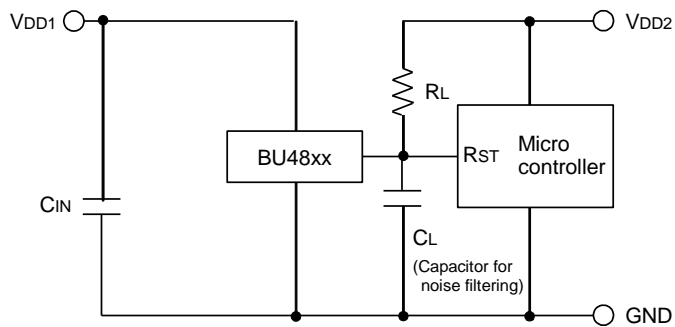 VDD1
VDD2
RL
BU48xx
RST
Micro
controller
CIN
CL
(Capacitor for
noise filtering)
GND